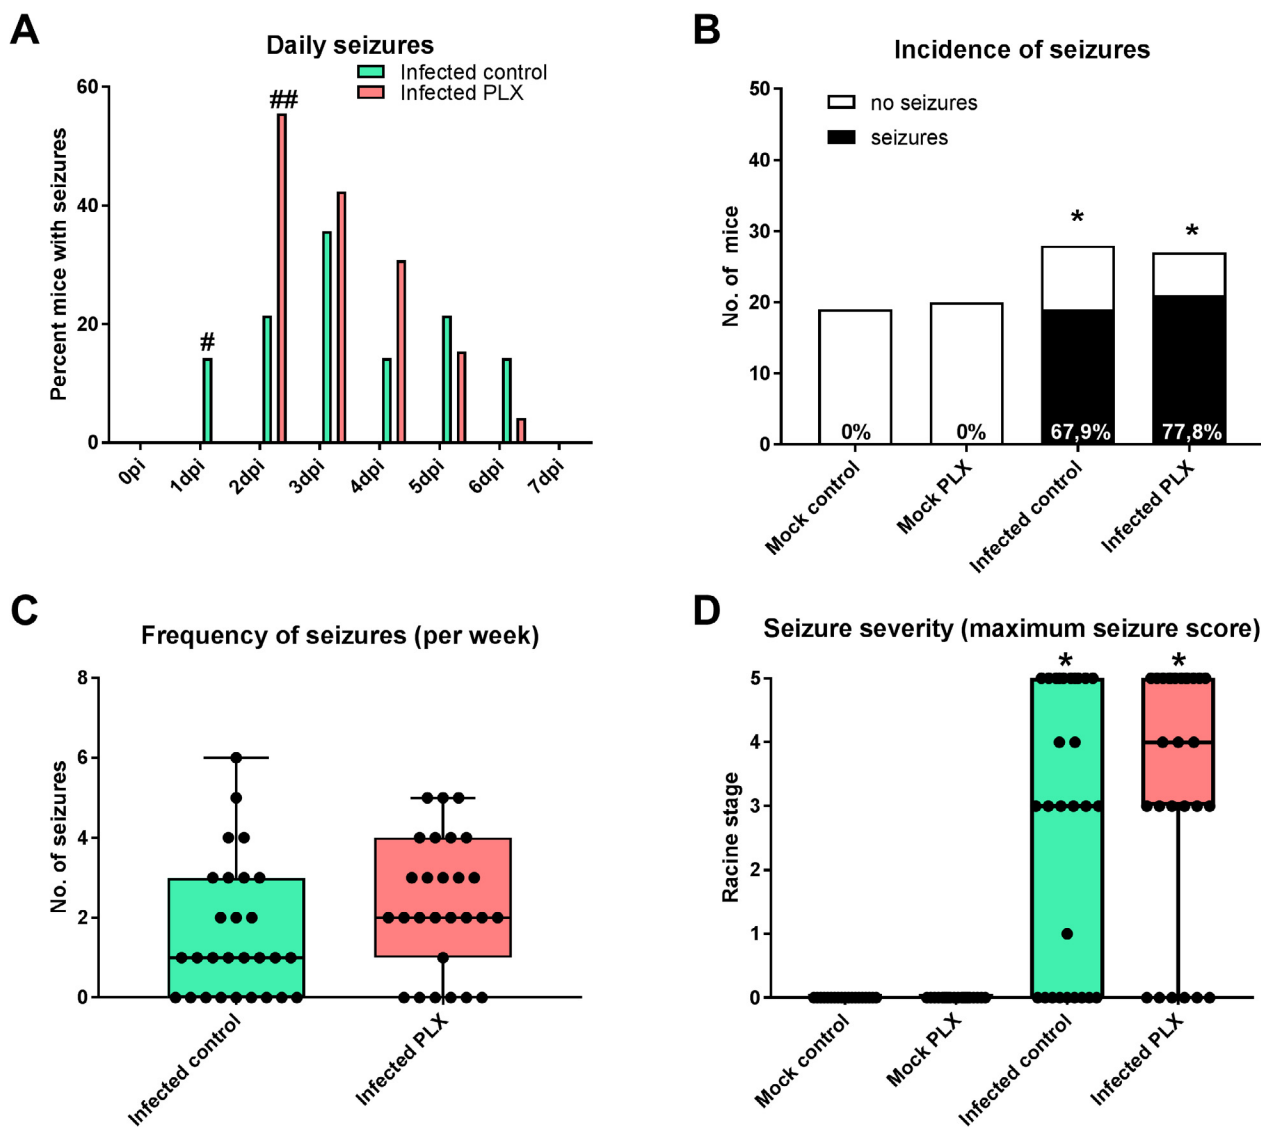 A
Daily seizures
Infected control
Infected PLX
Percent mice with seizures
60
40
20
0
#
##
0pi
1dpi
2dpi
3dpi
4dpi
5dpi
6dpi
7dpi
B
Incidence of seizures
no seizures
seizures
No. of mice
50
40
30
20
10
0
*
*
0%
0%
67,9%
77,8%
Mock control
Mock PLX
Infected control
Infected PLX
C
Frequency of seizures (per week)
No. of seizures
8
6
4
2
0
Infected control
Infected PLX
D
Seizure severity (maximum seizure score)
Racine stage
5
4
3
2
1
0
*
*
Mock control
Mock PLX
Infected control
Infected PLX